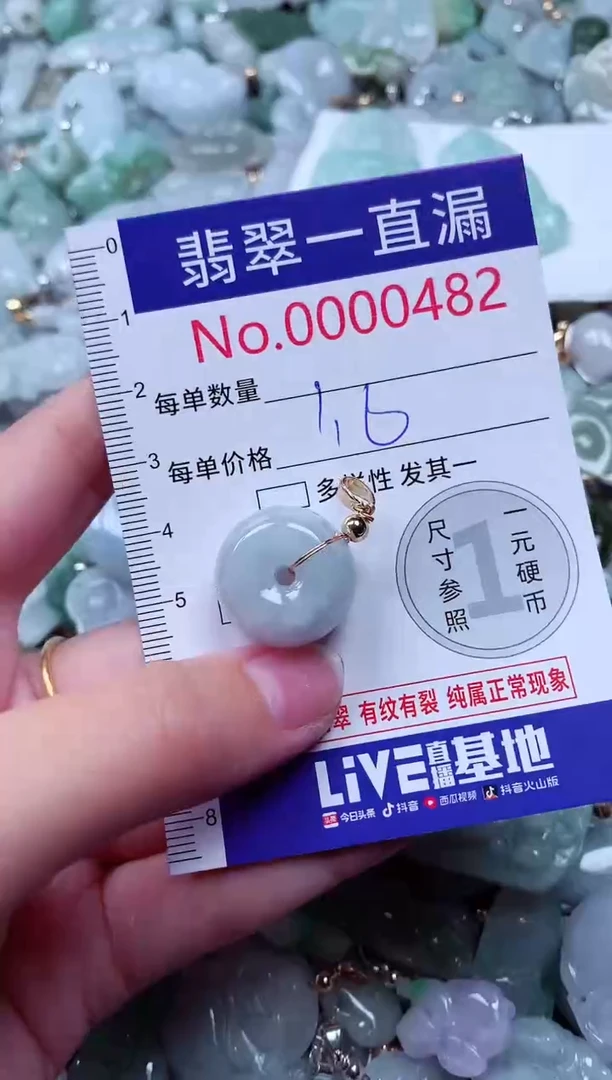 翡翠一直漏
No.0000482
0
1
2
3
4
5
8
每单数量
1,6
每单价格
多样性 发其一
尺寸参照
1
一元硬币
翠 有纹有裂 纯属正常现象
LiVE直播基地
头条 今日头条 抖音 西瓜视频 抖音火山版